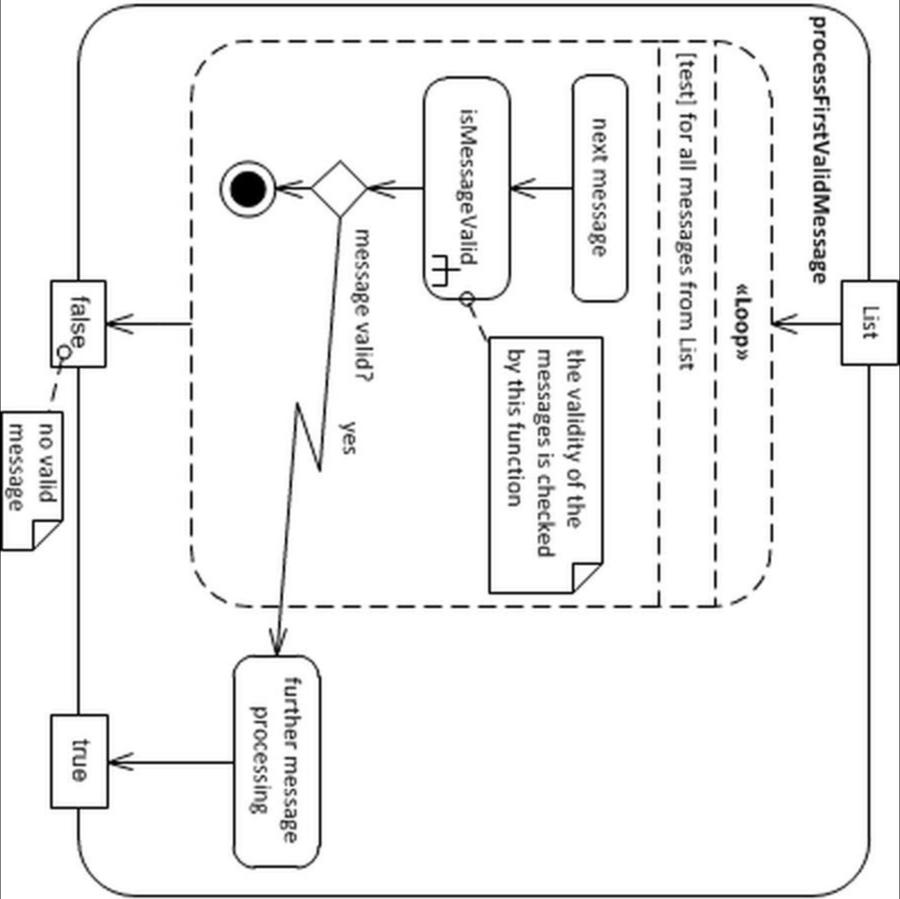 List
processFirstValidMessage
«Loop»
[test] for all messages from List
next message
the validity of the
messages is checked
by this function
isMessageValid
message valid?
yes
further message
processing
false
true
no valid
message